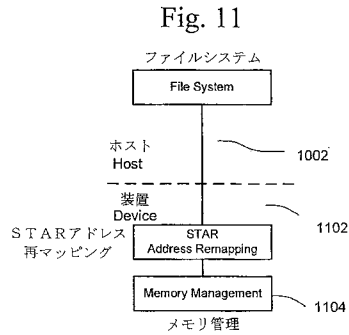 Fig. 11
ファイルシステム
File System
ホスト
Host
1002
装置
Device
1102
STARアドレス
再マッピング
STAR
Address Remapping
Memory Management
1104
メモリ管理